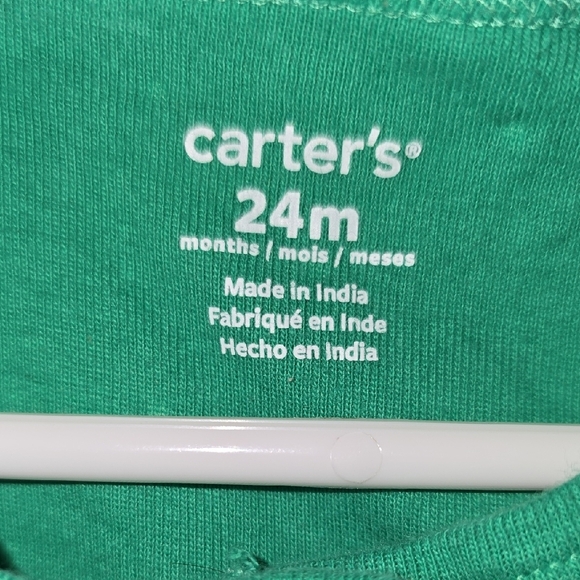 carter's®
24m
months / mois / meses
Made in India
Fabriqué en Inde
Hecho en India